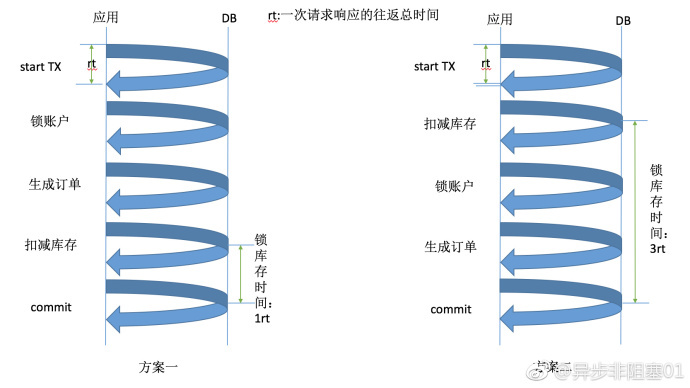 rt:一次请求响应的往返总时间
应用
DB
start TX
rt
锁账户
生成订单
扣减库存
commit
锁
库
存
时
间：
1rt
方案一
应用
DB
start TX
rt
扣减库存
锁账户
生成订单
commit
锁
库
存
时
间：
3rt
方案二
@异步非阻塞01